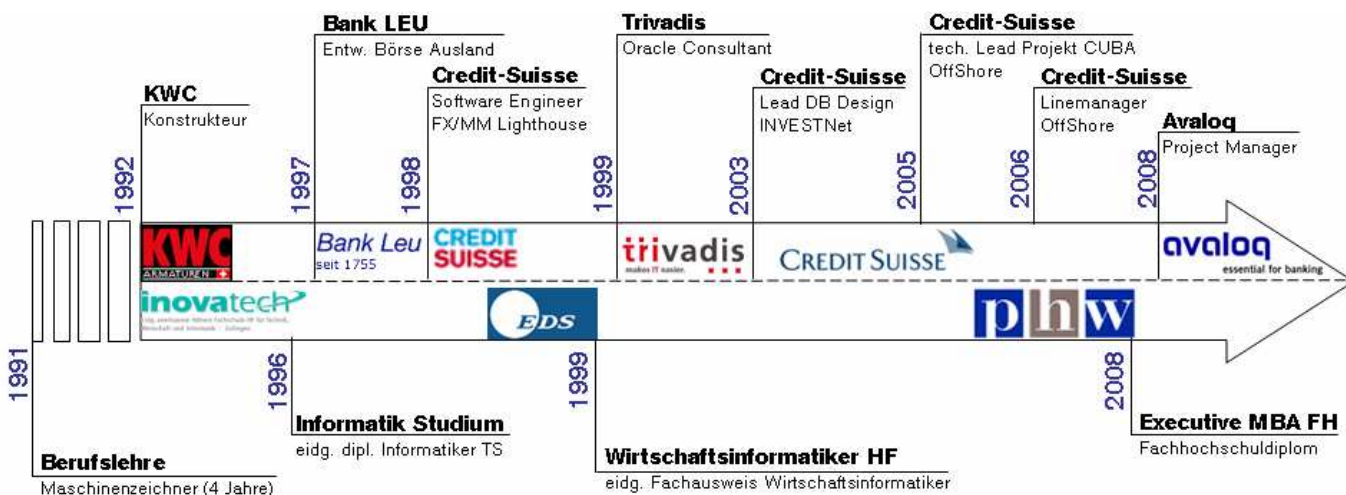 Bank LEU
Entw. Börse Ausland
Trivadis
Oracle Consultant
Credit-Suisse
tech. Lead Projekt CUBA
OffShore
KWC
Konstrukteur
Credit-Suisse
Software Engineer
FX/MM Lighthouse
Credit-Suisse
Lead DB Design
INVESTNet
Credit-Suisse
Linemanager
OffShore
Avaloq
Project Manager
1992
1997
1998
1999
2003
2005
2006
2008
KWC
ARMATUREN
Bank Leu
seit 1755
CREDIT
SUISSE
trivadis
makes IT easier.
CREDIT SUISSE
avaloq
essential for banking
inovatech
EDS
phw
1991
1996
1999
2008
Berufslehre
Maschinenzeichner (4 Jahre)
Informatik Studium
eidg. dipl. Informatiker TS
Wirtschaftsinformatiker HF
eidg. Fachausweis Wirtschaftsinformatiker
Executive MBA FH
Fachhochschuldiplom